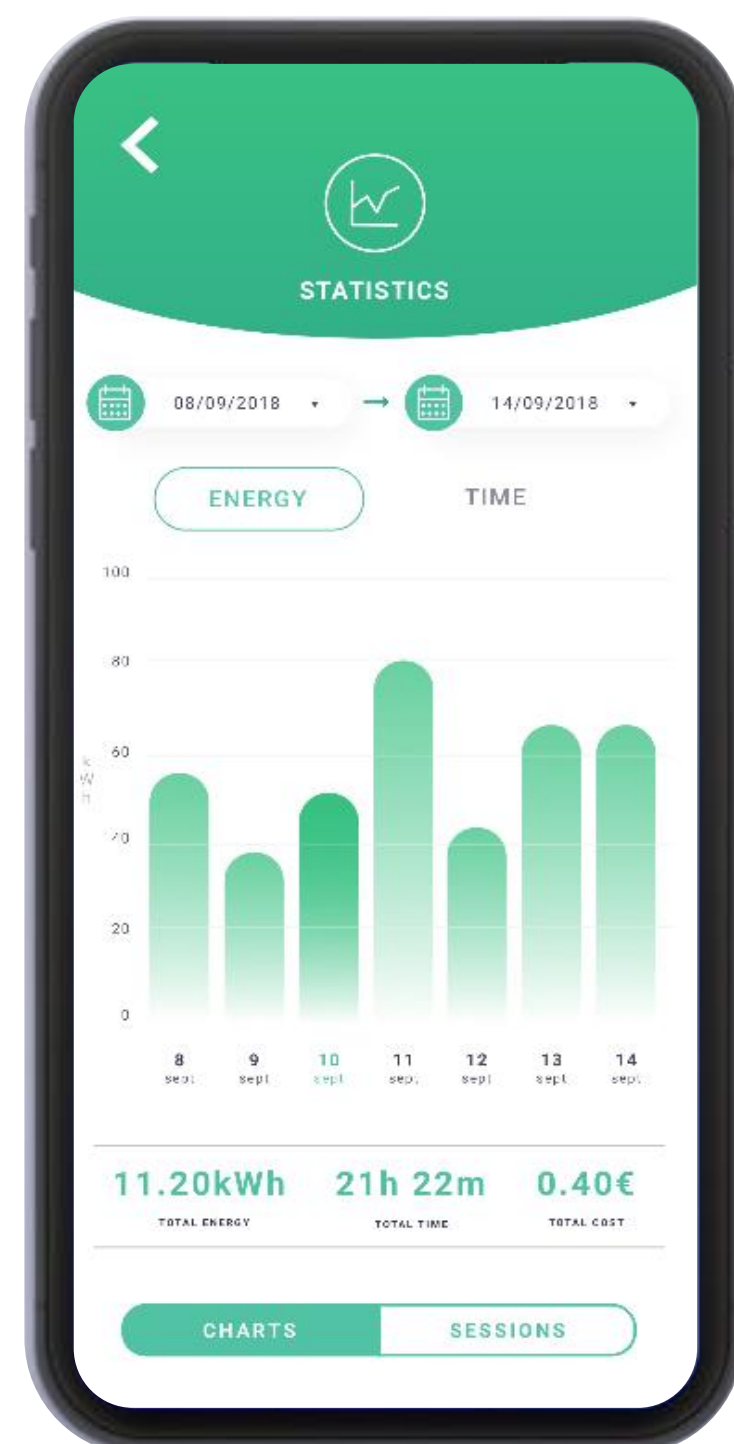 STATISTICS
08/09/2018 14/09/2018
ENERGY TIME
100
80
60
40
20
0
kWh
8 9 10 11 12 13 14
sept sept sept sept sept sept sept
11.20kWh 21h 22m 0.40€
TOTAL ENERGY TOTAL TIME TOTAL COST
CHARTS SESSIONS